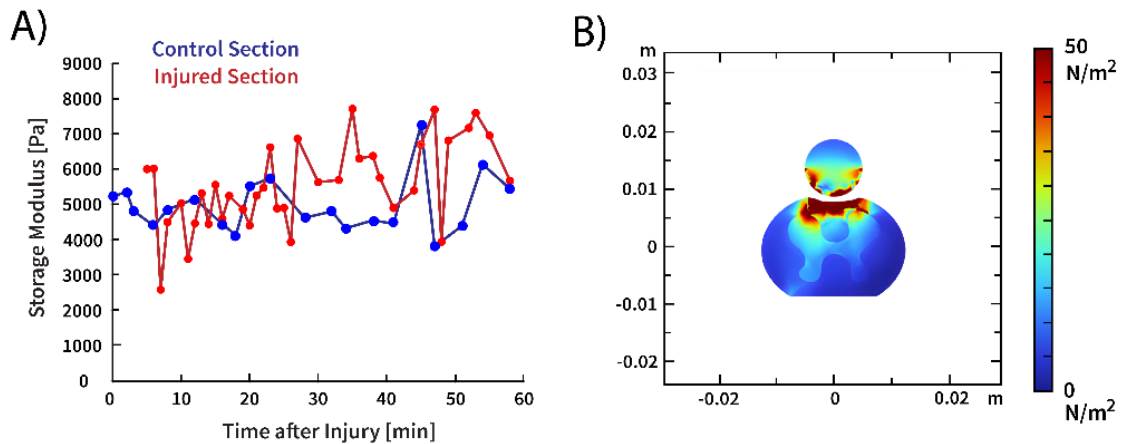 A)
Control Section
Injured Section
9000
8000
7000
6000
5000
4000
3000
2000
1000
0
Storage Modulus [Pa]
0 10 20 30 40 50 60
Time after Injury [min]
B)
m
0.03
0.02
0.01
0
-0.01
-0.02
-0.02 0 0.02 m
50
N/m²
0
N/m²